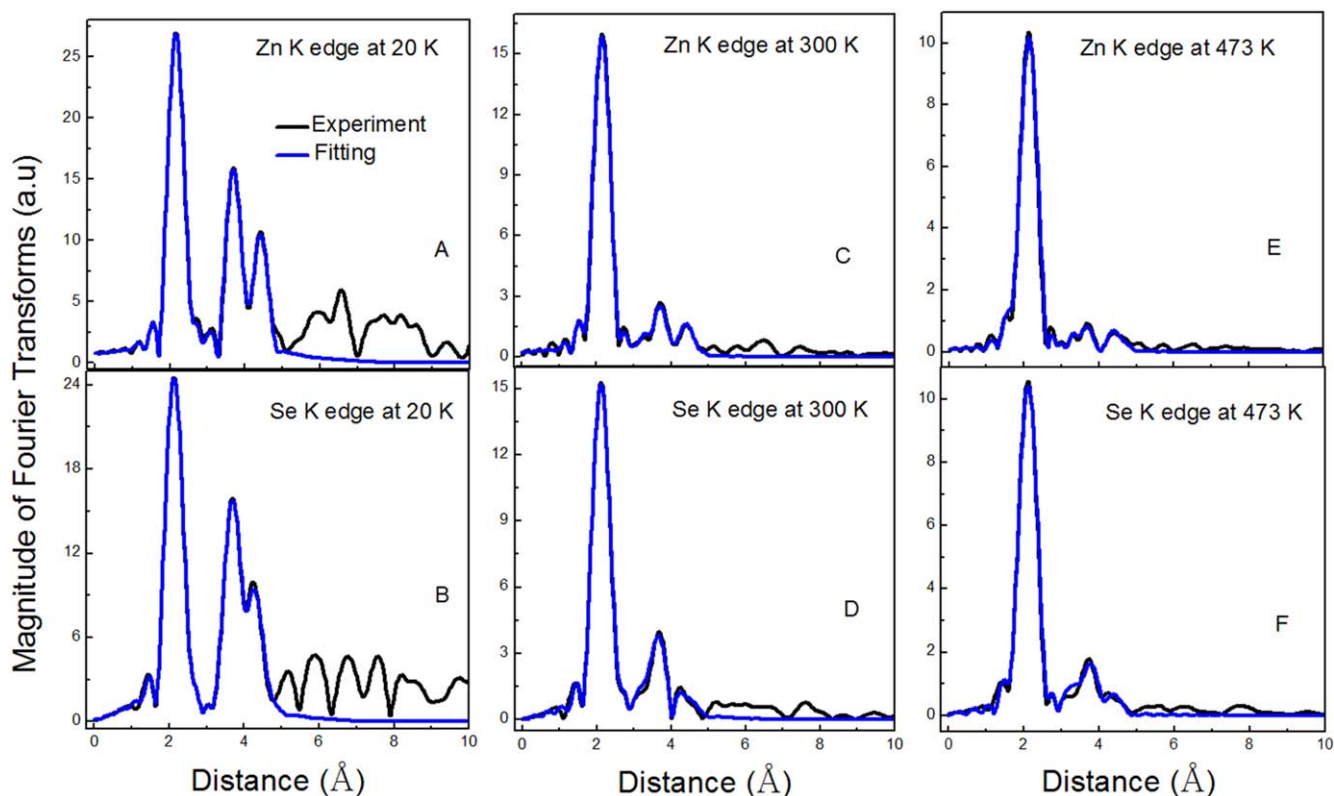 Magnitude of Fourier Transforms (a.u)
Zn K edge at 20 K
Experiment
Fitting
A
25
20
15
10
5
0
Zn K edge at 300 K
C
15
12
9
6
3
0
Zn K edge at 473 K
E
10
8
6
4
2
0
Se K edge at 20 K
B
24
18
12
6
0
0 2 4 6 8 10
Distance (Å)
Se K edge at 300 K
D
15
12
9
6
3
0
0 2 4 6 8 10
Distance (Å)
Se K edge at 473 K
F
10
8
6
4
2
0
0 2 4 6 8 10
Distance (Å)